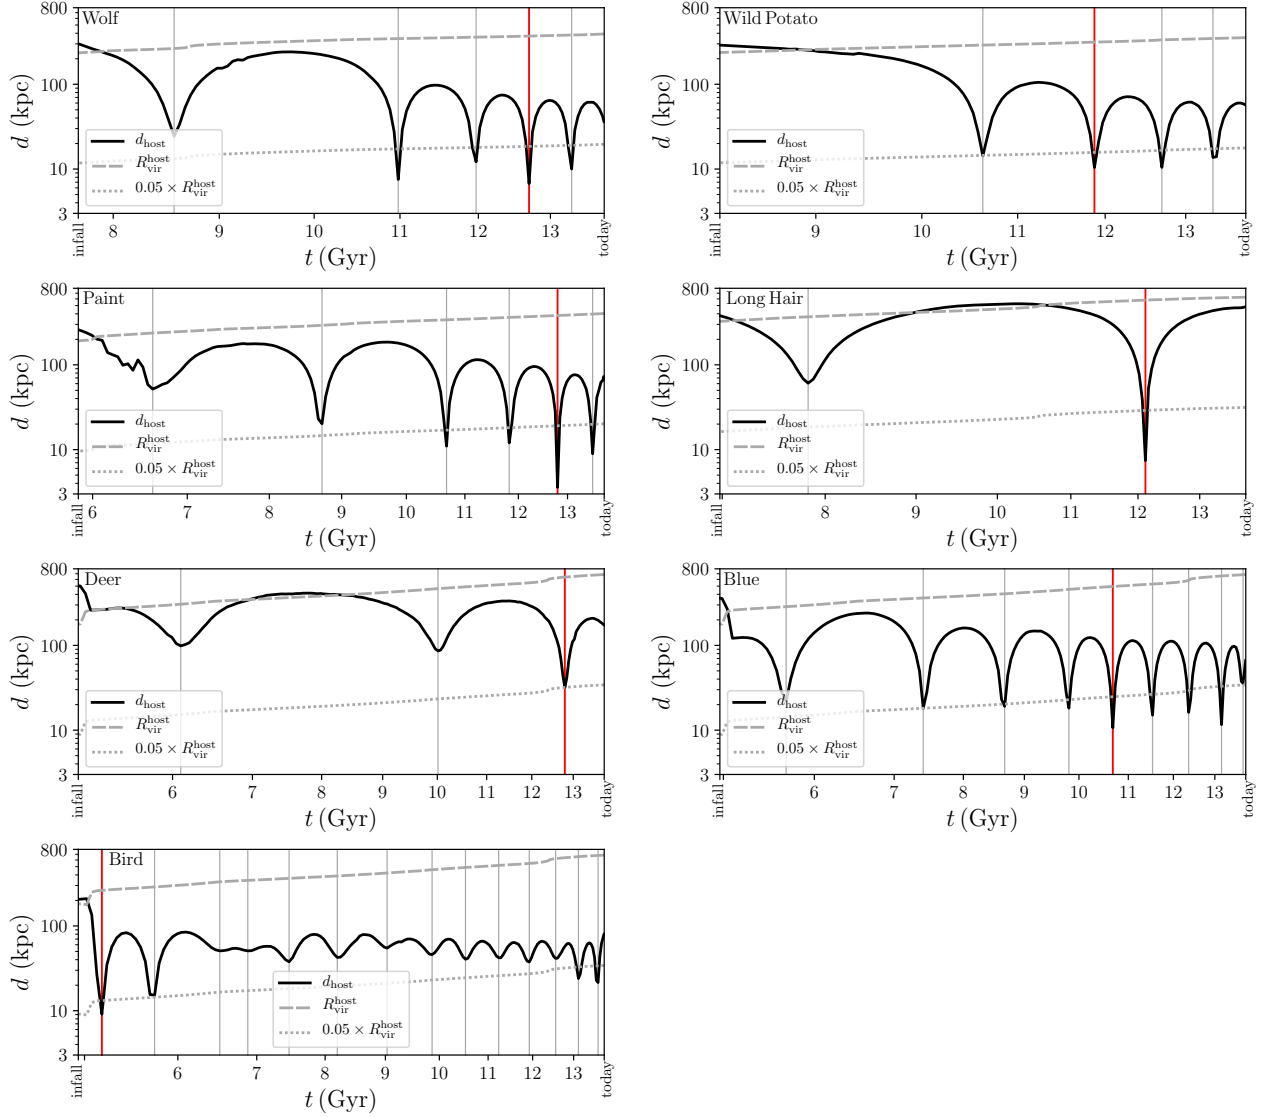 Wolf
800
100
10
3
d (kpc)
d_host
R_vir^host
0.05 × R_vir^host
infall
8
9
10
11
12
13
today
t (Gyr)
Wild Potato
800
100
10
3
d (kpc)
d_host
R_vir^host
0.05 × R_vir^host
infall
9
10
11
12
13
today
t (Gyr)
Paint
800
100
10
3
d (kpc)
d_host
R_vir^host
0.05 × R_vir^host
infall
6
7
8
9
10
11
12
13
today
t (Gyr)
Long Hair
800
100
10
3
d (kpc)
d_host
R_vir^host
0.05 × R_vir^host
infall
8
9
10
11
12
13
today
t (Gyr)
Deer
800
100
10
3
d (kpc)
d_host
R_vir^host
0.05 × R_vir^host
infall
6
7
8
9
10
11
12
13
today
t (Gyr)
Blue
800
100
10
3
d (kpc)
d_host
R_vir^host
0.05 × R_vir^host
infall
6
7
8
9
10
11
12
13
today
t (Gyr)
Bird
800
100
10
3
d (kpc)
d_host
R_vir^host
0.05 × R_vir^host
infall
6
7
8
9
10
11
12
13
today
t (Gyr)